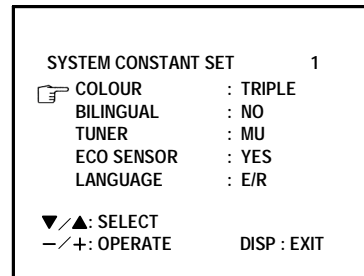 SYSTEM CONSTANT SET 1
COLOUR : TRIPLE
BILINGUAL : NO
TUNER : MU
ECO SENSOR : YES
LANGUAGE : E/R
▼/▲: SELECT
−/+: OPERATE DISP : EXIT